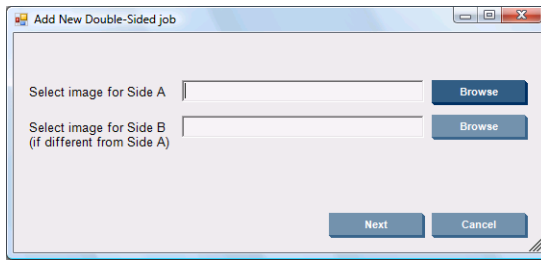 Add New Double-Sided job
Select image for Side A
Browse
Select image for Side B
(if different from Side A)
Browse
Next
Cancel